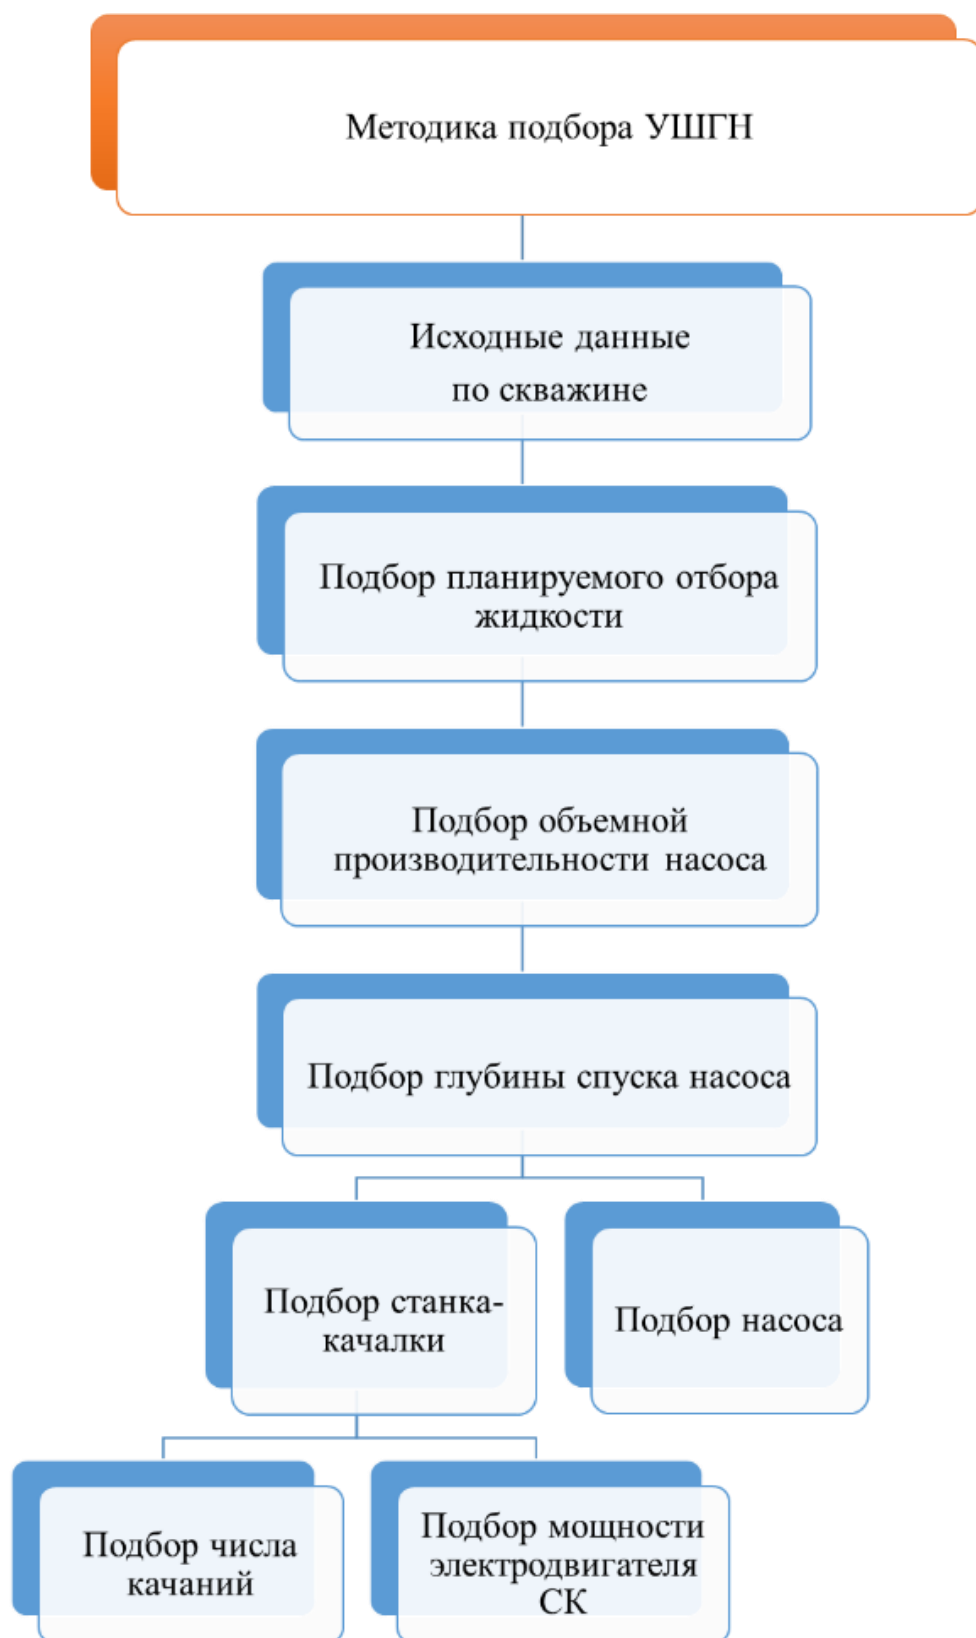 Методика подбора УШГН
Исходные данные
по скважине
Подбор планируемого отбора
жидкости
Подбор объемной
производительности насоса
Подбор глубины спуска насоса
Подбор станка-
качалки
Подбор насоса
Подбор числа
качаний
Подбор мощности
электродвигателя
СК